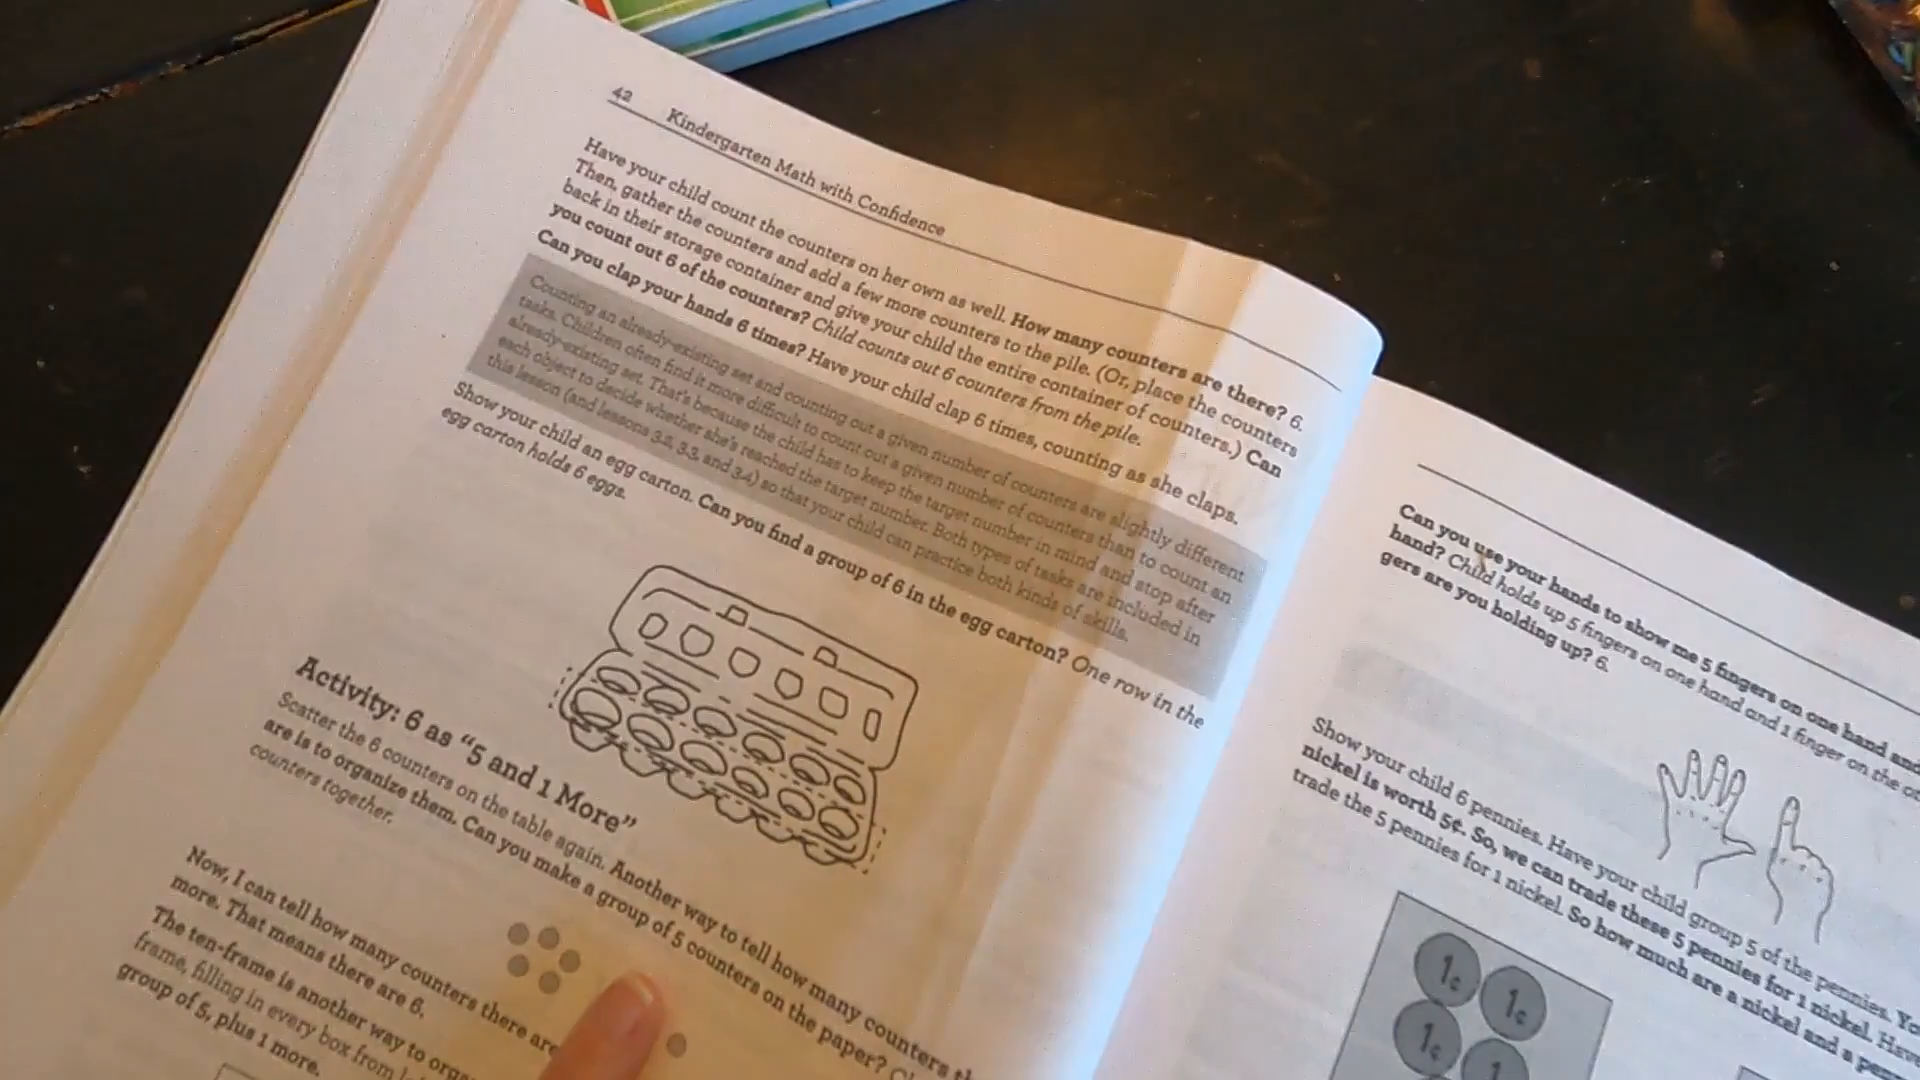 42 Kindergarten Math with Confidence
Have your child count the counters on her own as well. How many counters are there? 6.
Then, gather the counters and add a few more counters to the pile. (Or, place the counters
back in their storage container and give your child the entire container of counters.) Can
you count out 6 of the counters? Child counts out 6 counters from the pile.
Can you clap your hands 6 times? Have your child clap 6 times, counting as she claps.
Counting an already-existing set and counting out a given number of counters are slightly different
tasks. Children often find it more difficult to count out a given number of counters than to count an
already-existing set. That's because the child has to keep the target number in mind and stop after
each object to decide whether she's reached the target number. Both types of tasks are included in
this lesson (and lessons 3.2, 3.3, and 3.4) so that your child can practice both kinds of skills.
Show your child an egg carton. Can you find a group of 6 in the egg carton? One row in the
egg carton holds 6 eggs.
Activity: 6 as "5 and 1 More"
Scatter the 6 counters on the table again. Another way to tell how many counters
are is to organize them. Can you make a group of 5 counters on the paper?
counters together.
Now, I can tell how many counters there are
more. That means there are 6.
The ten-frame is another way to
frame, filling in every box from
group of 5, plus 1 more.
Can you use your hands to show me 5 fingers on one hand and
hand? Child holds up 5 fingers on one hand and 1 finger on the
gers are you holding up? 6.
Show your child 6 pennies. Have your child group 5 of the pennies.
nickel is worth 5¢. So, we can trade these 5 pennies for 1 nickel.
trade the 5 pennies for 1 nickel. So how much are a nickel and a
1¢ 1¢
1¢ 1